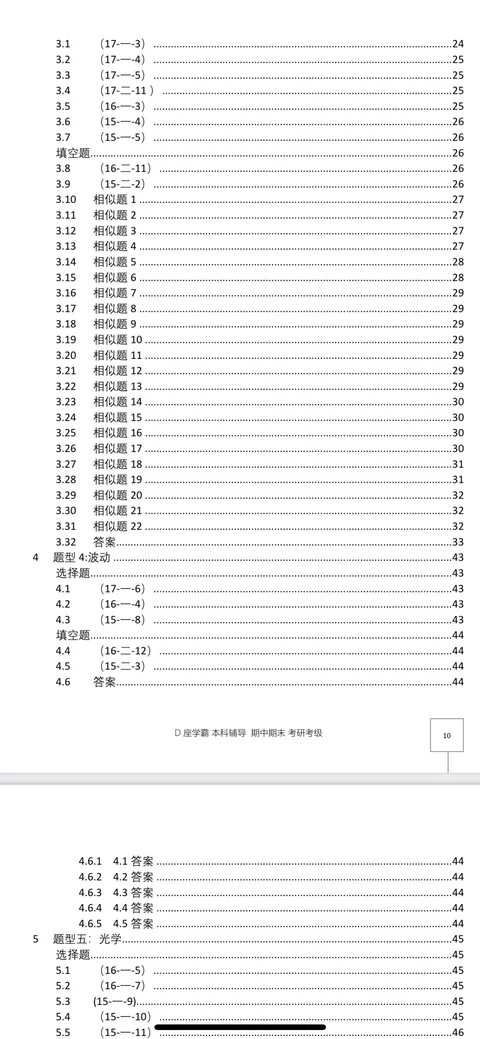 3.1 （17-一-3）........................24
3.2 （17-一-4）........................25
3.3 （17-一-5）........................25
3.4 （17-二-11 ）........................25
3.5 （16-一-3）........................25
3.6 （15-一-4）........................26
3.7 （15-一-5）........................26
填空题........................26
3.8 （16-二-11）........................26
3.9 （15-二-2）........................26
3.10 相似题 1........................27
3.11 相似题 2........................27
3.12 相似题 3........................27
3.13 相似题 4........................27
3.14 相似题 5........................28
3.15 相似题 6........................28
3.16 相似题 7........................29
3.17 相似题 8........................29
3.18 相似题 9........................29
3.19 相似题 10........................29
3.20 相似题 11........................29
3.21 相似题 12........................29
3.22 相似题 13........................29
3.23 相似题 14........................30
3.24 相似题 15........................30
3.25 相似题 16........................30
3.26 相似题 17........................30
3.27 相似题 18........................31
3.28 相似题 19........................31
3.29 相似题 20........................32
3.30 相似题 21........................32
3.31 相似题 22........................32
3.32 答案........................33
4 题型 4:波动........................43
选择题........................43
4.1 （17-一-6）........................43
4.2 （16-一-4）........................43
4.3 （15-一-8）........................43
填空题........................44
4.4 （16-二-12）........................44
4.5 （15-二-3）........................44
4.6 答案........................44
D 座学霸 本科辅导 期中期末 考研考级
10
4.6.1 4.1 答案........................44
4.6.2 4.2 答案........................44
4.6.3 4.3 答案........................44
4.6.4 4.4 答案........................44
4.6.5 4.5 答案........................44
5 题型五：光学........................45
选择题........................45
5.1 （16-一-5）........................45
5.2 （16-一-7）........................45
5.3 (15-一-9)........................45
5.4 （15-一-10）........................45
5.5 （15-一-11）........................46